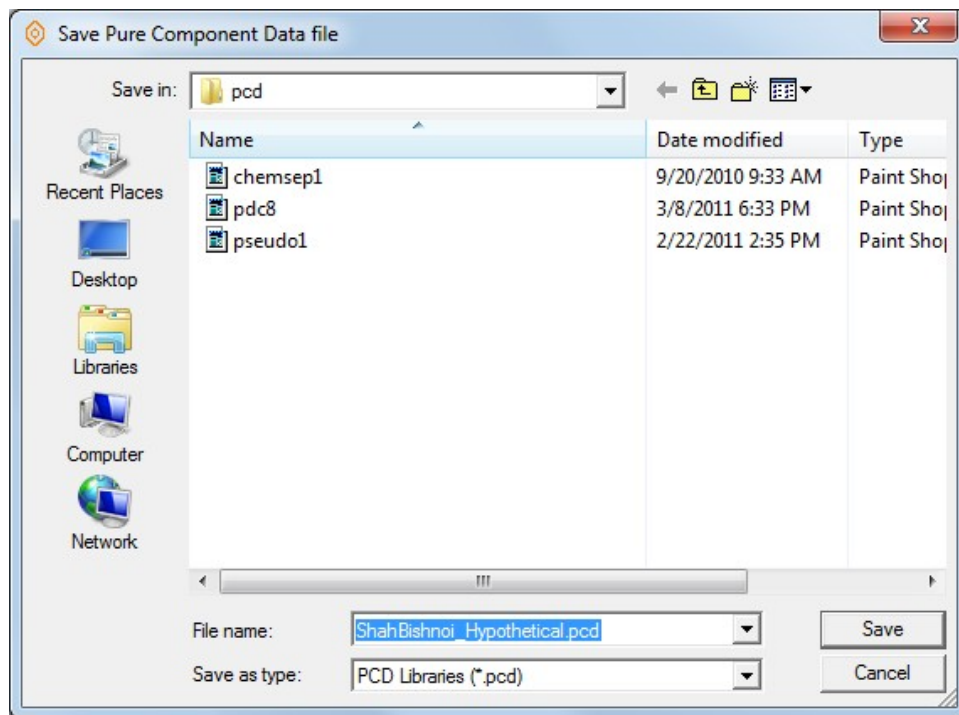 Save Pure Component Data file
Save in: pcd
Name Date modified Type
chemsep1 9/20/2010 9:33 AM Paint Shop
pdc8 3/8/2011 6:33 PM Paint Shop
pseudo1 2/22/2011 2:35 PM Paint Shop
Recent Places
Desktop
Libraries
Computer
Network
File name: ShahBishnoi_Hypothetical.pcd Save
Save as type: PCD Libraries (*.pcd) Cancel